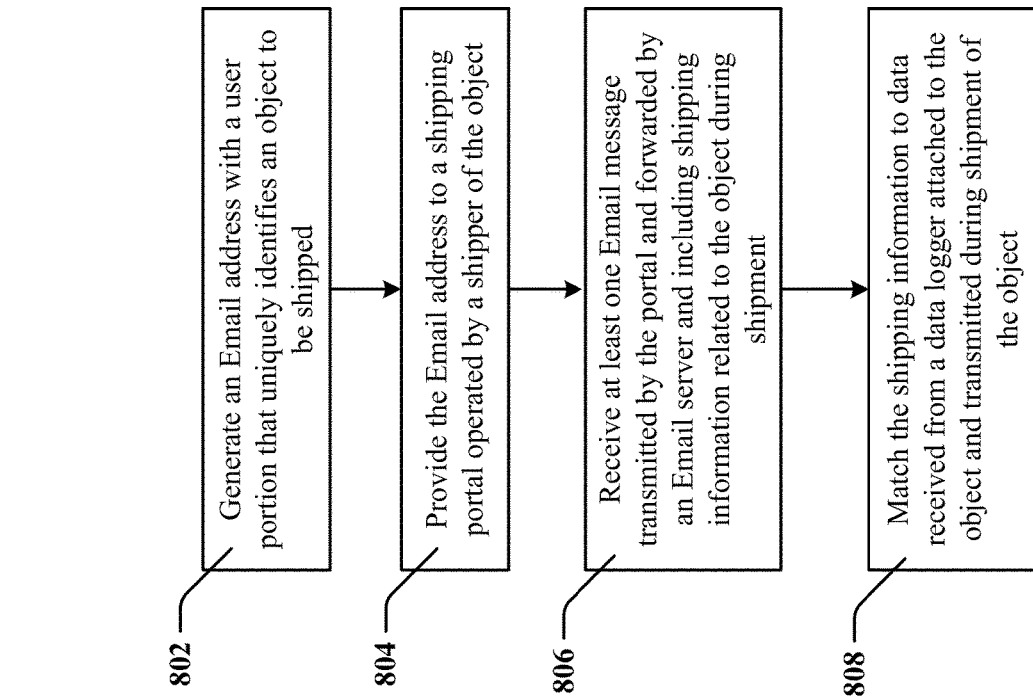 802
Generate an Email address with a user
portion that uniquely identifies an object to
be shipped
804
Provide the Email address to a shipping
portal operated by a shipper of the object
806
Receive at least one Email message
transmitted by the portal and forwarded by
an Email server and including shipping
information related to the object during
shipment
808
Match the shipping information to data
received from a data logger attached to the
object and transmitted during shipment of
the object